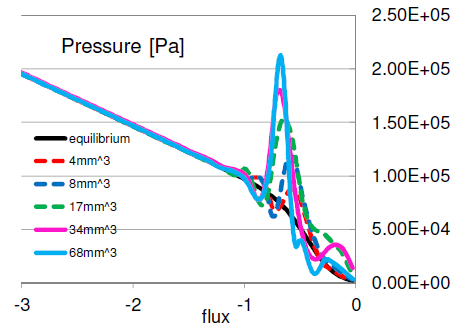 2.50E+05
Pressure [Pa]
2.00E+05
1.50E+05
equilibrium
4mm^3
8mm^3
17mm^3
34mm^3
68mm^3
1.00E+05
5.00E+04
0.00E+00
-3 -2 -1 0
flux